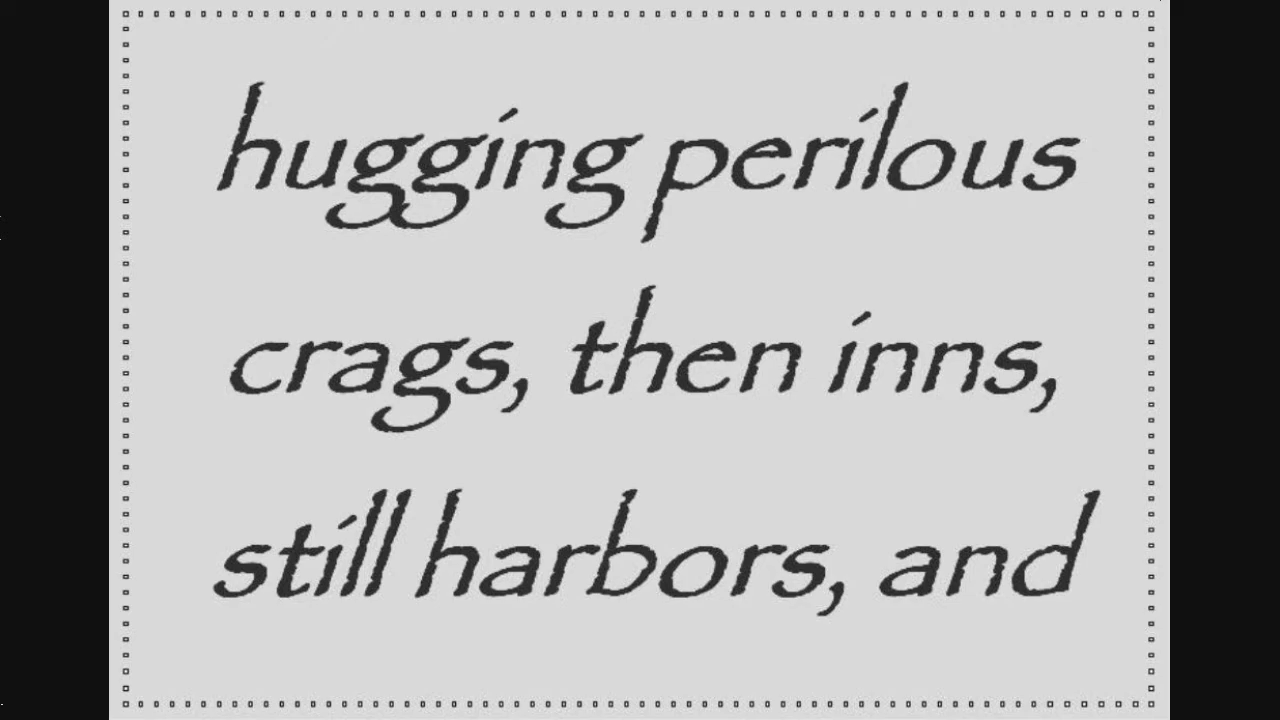 hugging perilous
crags, then inns,
still harbors, and